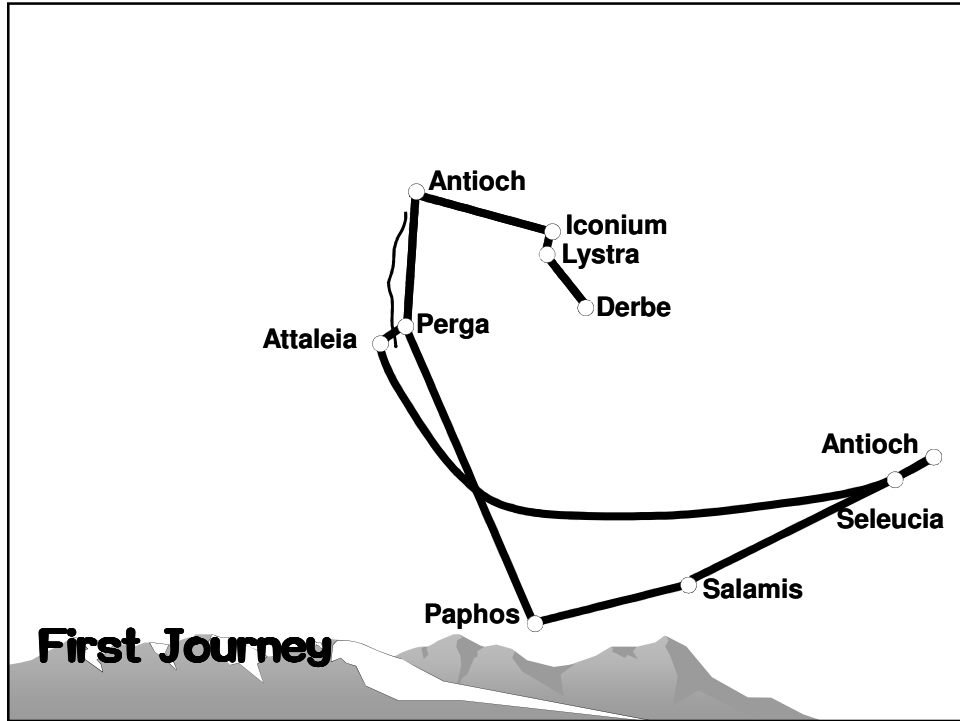 Antioch
Iconium
Lystra
Derbe
Perga
Attaleia
Antioch
Seleucia
Salamis
Paphos
First Journey